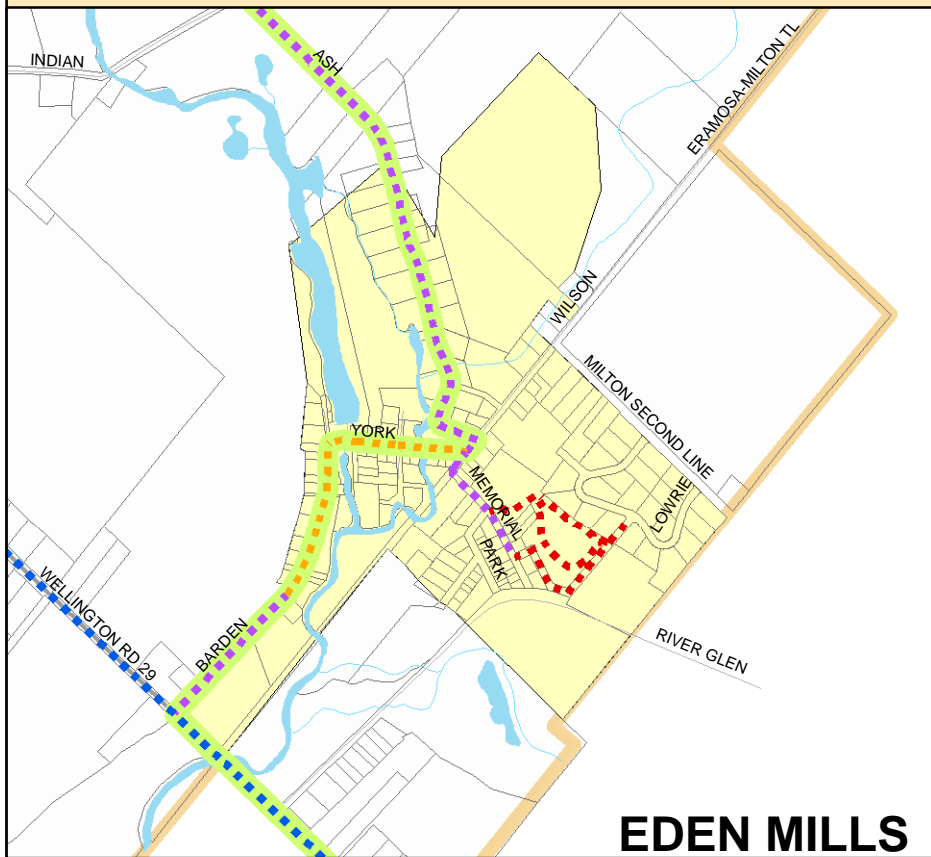 INDIAN
ASH
ERAMOSA-MILTON TL
WILSON
MILTON SECOND LINE
YORK
MEMORIAL
LOWRIE
PARK
WELLINGTON RD 29
BARDEN
RIVER GLEN
EDEN MILLS